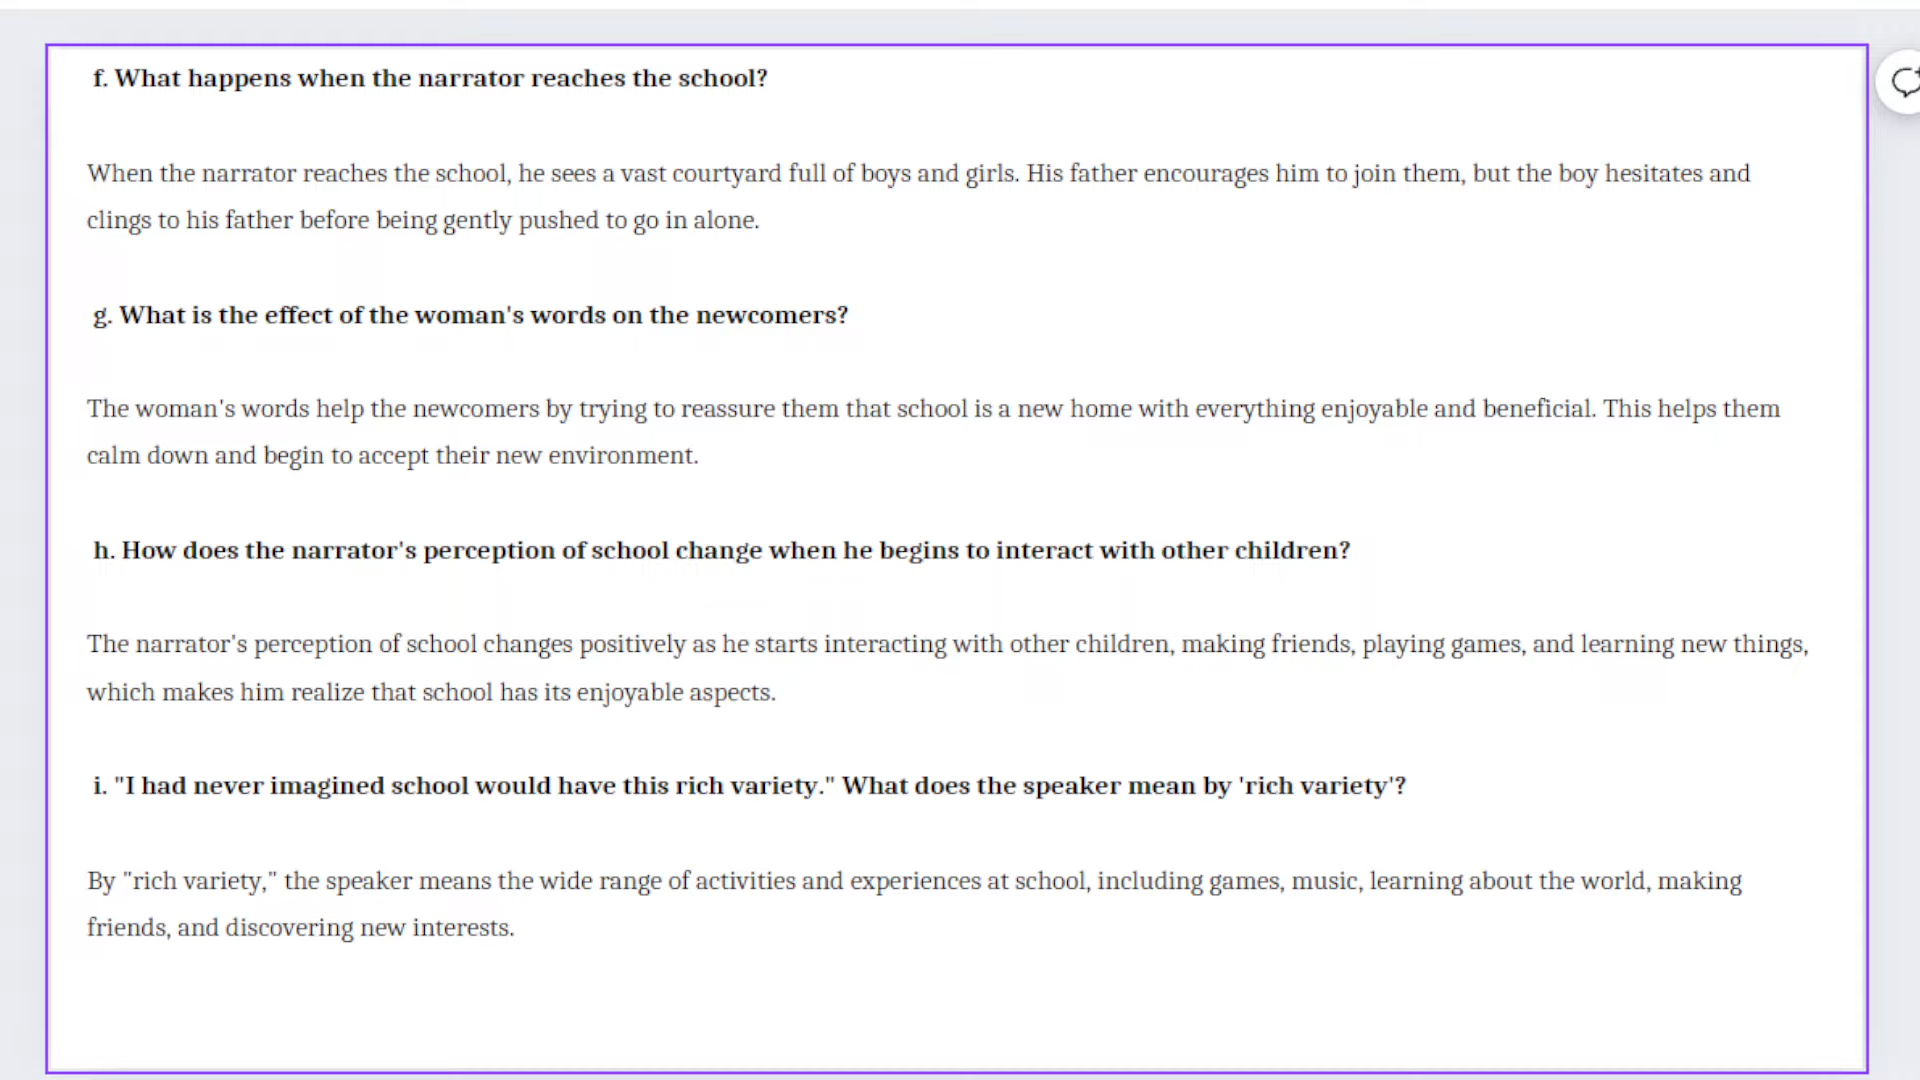 f. What happens when the narrator reaches the school?
When the narrator reaches the school, he sees a vast courtyard full of boys and girls. His father encourages him to join them, but the boy hesitates and
clings to his father before being gently pushed to go in alone.
g. What is the effect of the woman's words on the newcomers?
The woman's words help the newcomers by trying to reassure them that school is a new home with everything enjoyable and beneficial. This helps them
calm down and begin to accept their new environment.
h. How does the narrator's perception of school change when he begins to interact with other children?
The narrator's perception of school changes positively as he starts interacting with other children, making friends, playing games, and learning new things,
which makes him realize that school has its enjoyable aspects.
i. "I had never imagined school would have this rich variety." What does the speaker mean by 'rich variety'?
By "rich variety," the speaker means the wide range of activities and experiences at school, including games, music, learning about the world, making
friends, and discovering new interests.